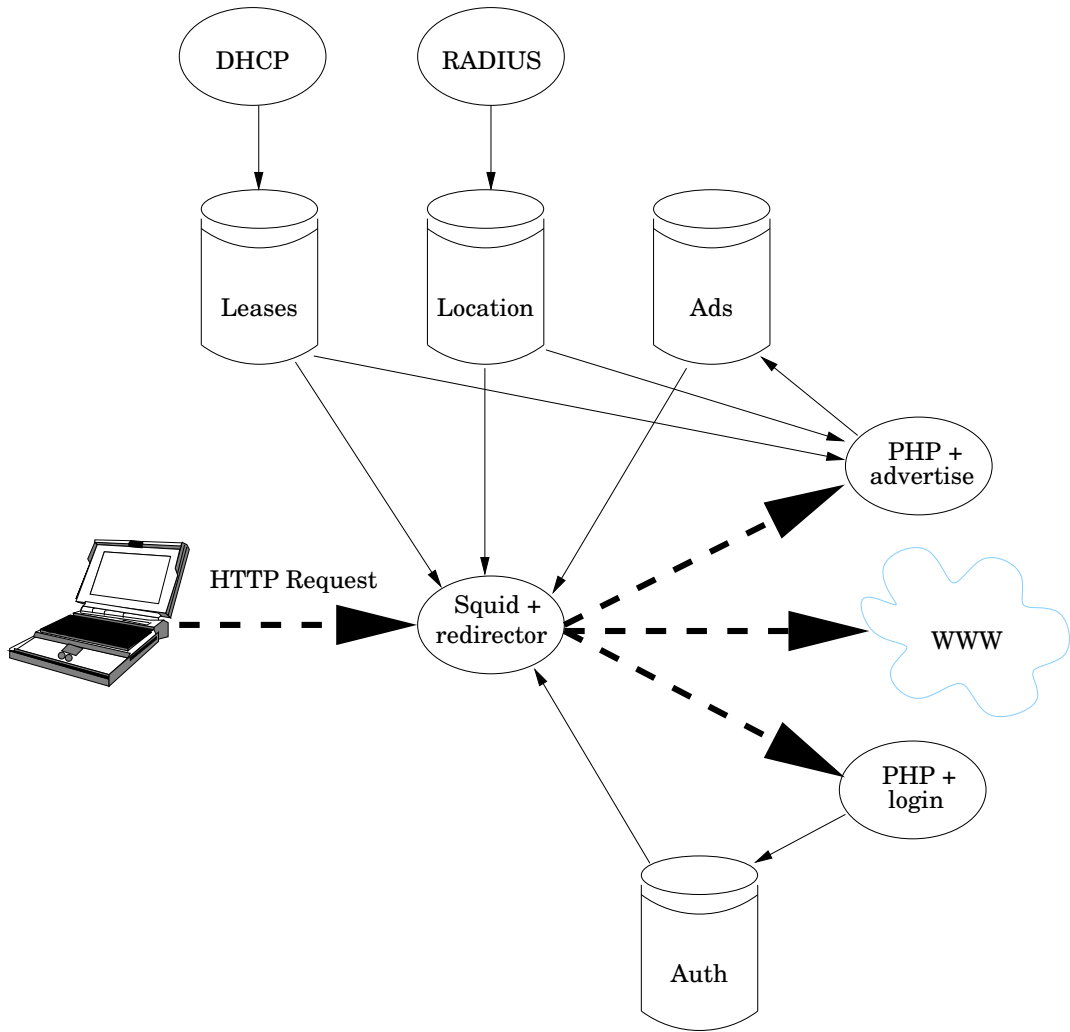 DHCP
RADIUS
Leases
Location
Ads
PHP +
advertise
HTTP Request
Squid +
redirector
WWW
PHP +
login
Auth